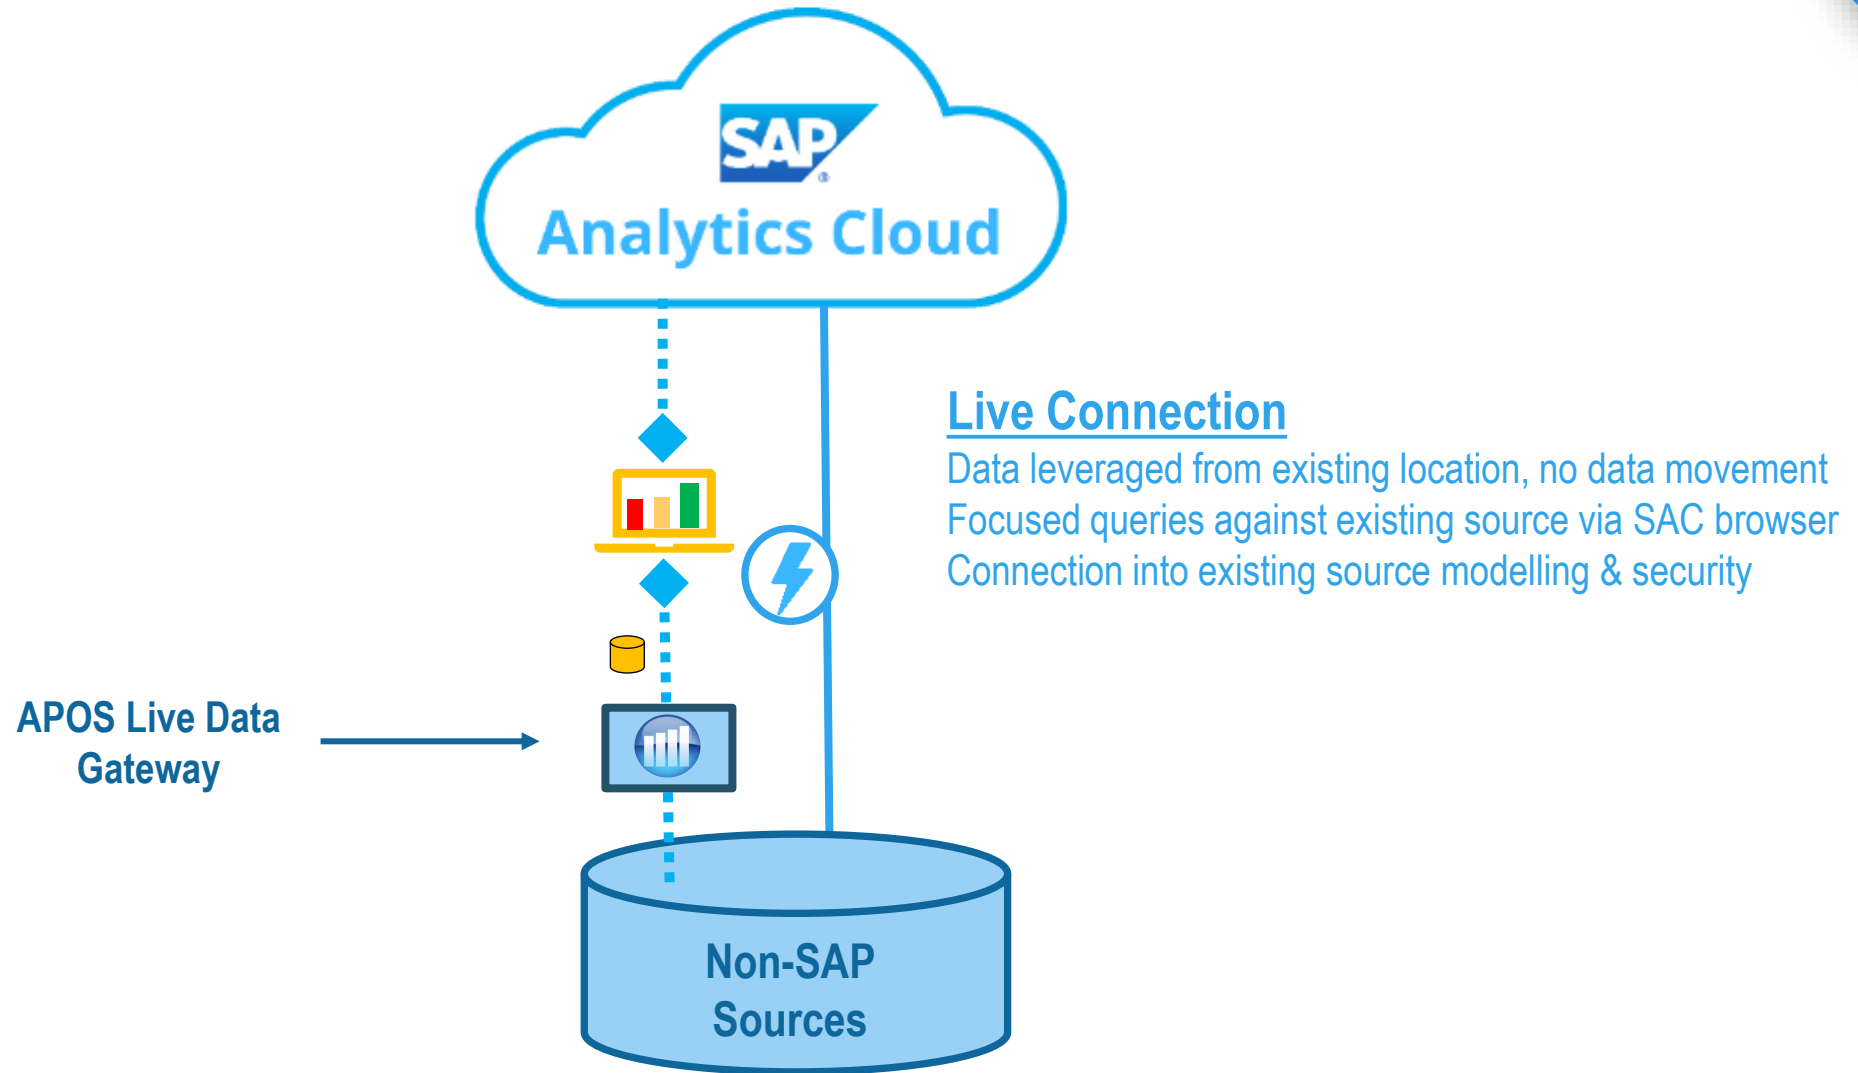 SAP
®
Analytics Cloud
Live Connection
Data leveraged from existing location, no data movement
Focused queries against existing source via SAC browser
Connection into existing source modelling & security
APOS Live Data
Gateway
Non-SAP
Sources